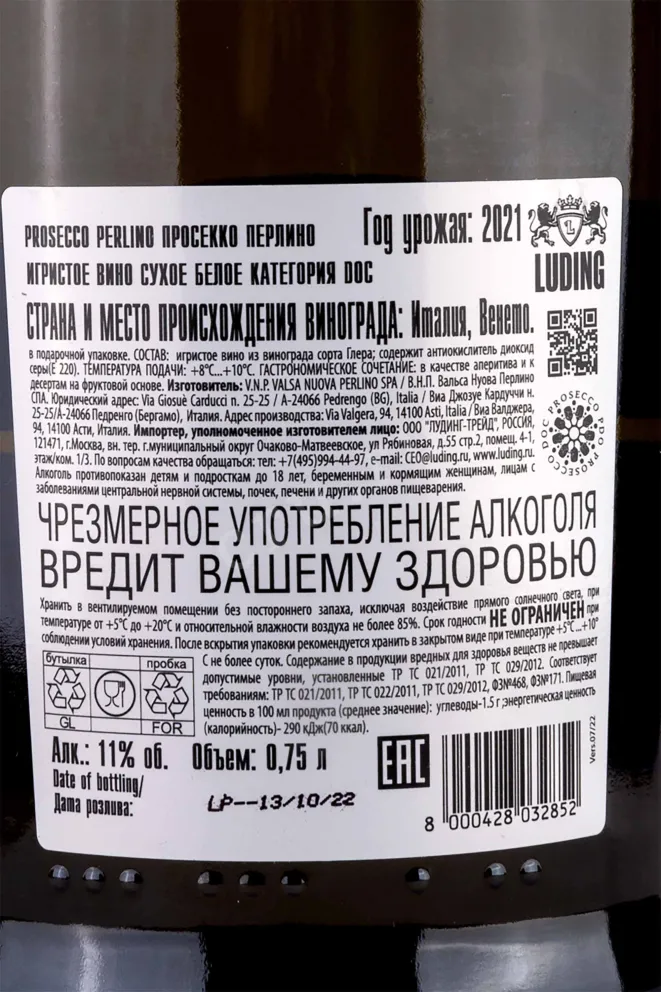 PROSECCO PERLINO ПРОСЕККО ПЕРЛИНО
Год урожая: 2021
LUDING
ИГРИСТОЕ ВИНО СУХОЕ БЕЛОЕ КАТЕГОРИЯ DOC
СТРАНА И МЕСТО ПРОИСХОЖДЕНИЯ ВИНОГРАДА: Италия, Венето.
в подарочной упаковке. СОСТАВ: игристое вино из винограда сорта Глера; содержит антиокислитель диоксид
серы(Е 220). ТЕМПЕРАТУРА ПОДАЧИ: +8°С...+10°С. ГАСТРОНОМИЧЕСКОЕ СОЧЕТАНИЕ: в качестве аперитива и к
десертам на фруктовой основе. Изготовитель: V.N.P. VALSA NUOVA PERLINO SPA / В.Н.П. Вальса Нуова Перлино
СПА. Юридический адрес: Via Giosuè Carducci n. 25-25 / A-24066 Pedrengo (BG), Italia / Виа Джозуе Кардуччи н.
25-25/А-24066 Педренго (Бергамо), Италия. Адрес производства: Via Valgera, 94, 14100 Asti, Italia / Виа Валджера,
94, 14100 Асти, Италия. Импортер, уполномоченное изготовителем лицо: ООО "ЛУДИНГ-ТРЕЙД", РОССИЯ,
121471, г.Москва, вн. тер. г.муниципальный округ Очаково-Матвеевское, ул Рябиновая, д.55 стр.2, помещ. 4-1,
этаж/ком. 1/3. По вопросам качества обращаться: тел: +7(495)994-44-97, e-mail: CEO@luding.ru, www.luding.ru.
Алкоголь противопоказан детям и подросткам до 18 лет, беременным и кормящим женщинам, лицам с
заболеваниями центральной нервной системы, почек, печени и других органов пищеварения.
PROSECCO PDO PROSECCO DOC
ЧРЕЗМЕРНОЕ УПОТРЕБЛЕНИЕ АЛКОГОЛЯ
ВРЕДИТ ВАШЕМУ ЗДОРОВЬЮ
Хранить в вентилируемом помещении без постороннего запаха, исключая воздействие прямого солнечного света, при
температуре от +5°С до +20°С и относительной влажности воздуха не более 85%. Срок годности НЕ ОГРАНИЧЕН при
соблюдении условий хранения. После вскрытия упаковки рекомендуется хранить в закрытом виде при температуре +5°С...+10°
С не более суток. Содержание в продукции вредных для здоровья веществ не превышает
допустимые уровни, установленные ТР ТС 021/2011, ТР ТС 029/2012. Соответствует
требованиям: ТР ТС 021/2011, ТР ТС 022/2011, ТР ТС 029/2012, ФЗ№468, ФЗ№171. Пищевая
ценность в 100 мл продукта (среднее значение): углеводы-1.5 г ;энергетическая ценность
(калорийность)- 290 кДж(70 ккал).
бутылка
пробка
GL
FOR
Алк.: 11% об. Объем: 0,75 л
EAC
Vers.07/22
Date of bottling/
Дата розлива:
LP--13/10/22
8 000428 032852